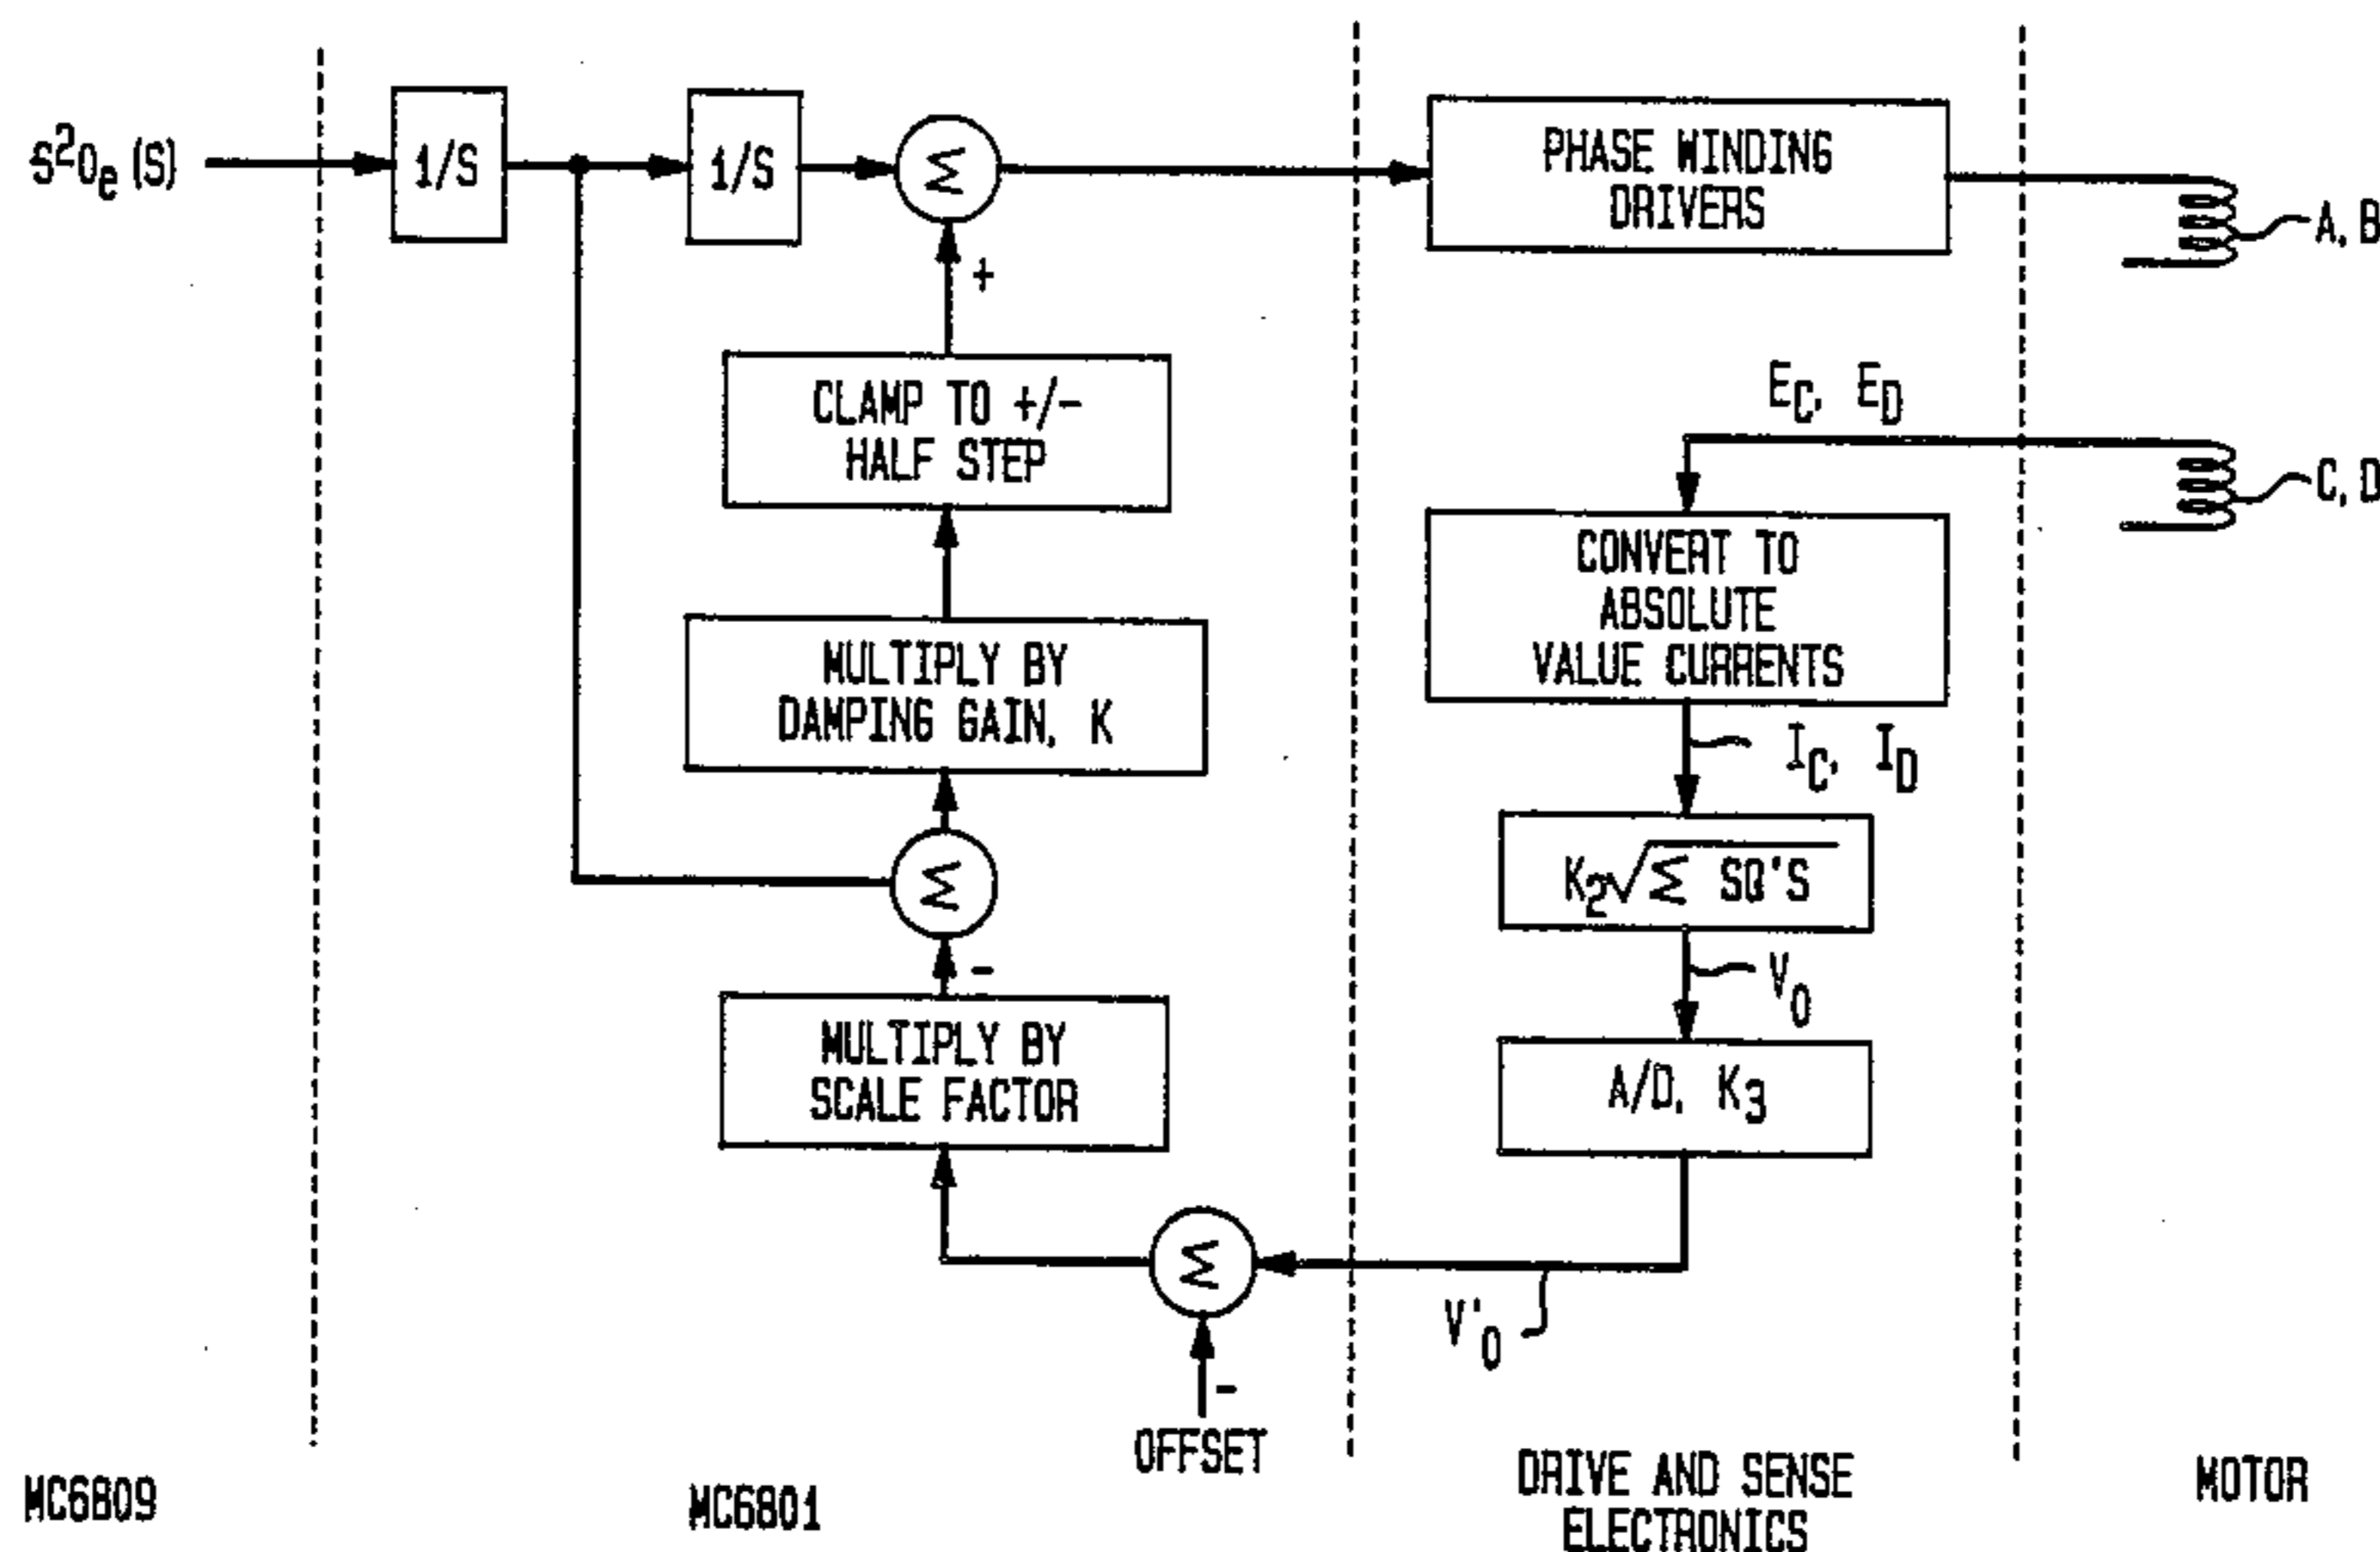 S²0e (S)
1/S
1/S
Σ
PHASE WINDING
DRIVERS
A, B
+
CLAMP TO +/-
HALF STEP
EC, ED
C, D
CONVERT TO
ABSOLUTE
VALUE CURRENTS
MULTIPLY BY
DAMPING GAIN, K
IC, ID
Σ
K2√Σ SQ'S
-
V0
MULTIPLY BY
SCALE FACTOR
A/D, K3
Σ
V'0
-
OFFSET
MC6809
MC6801
DRIVE AND SENSE
ELECTRONICS
MOTOR